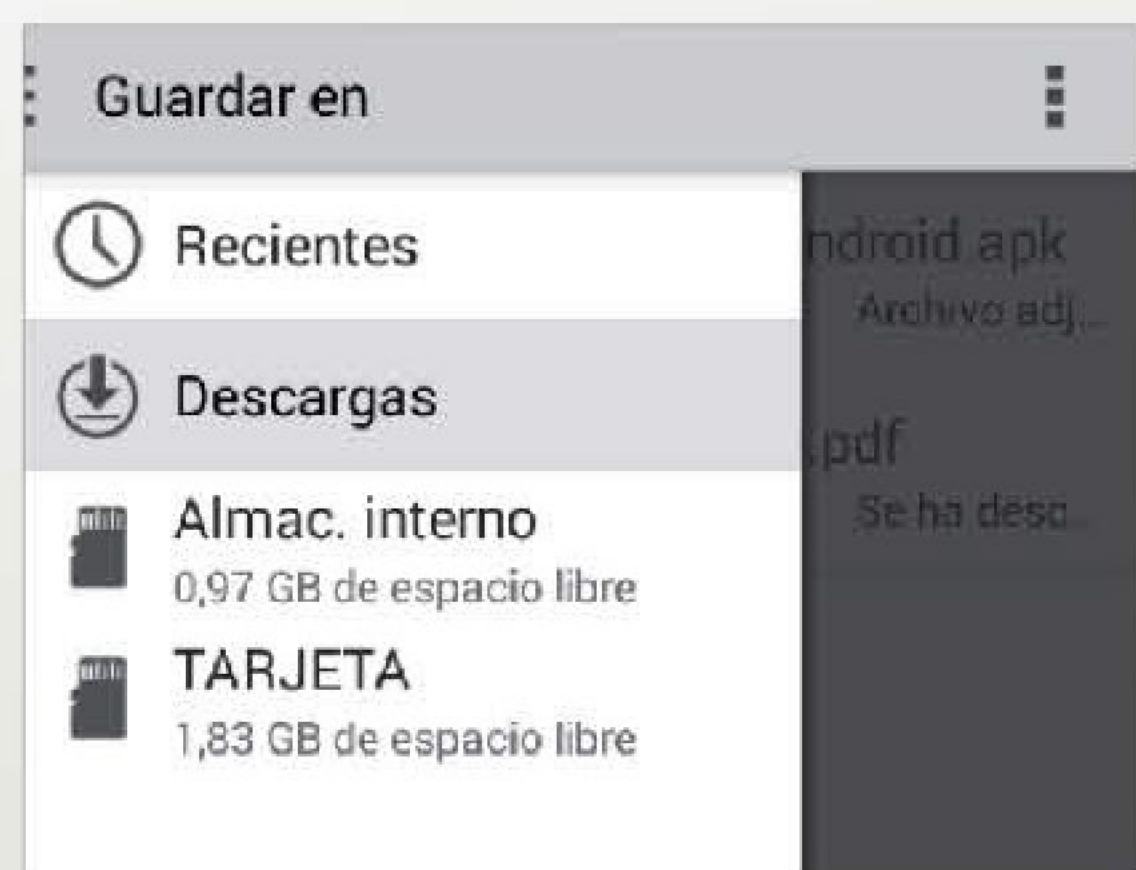 Guardar en
Recientes
ndroid apk
Archivo adj...
Descargas
.pdf
Se ha desc...
Almac. interno
0,97 GB de espacio libre
TARJETA
1,83 GB de espacio libre